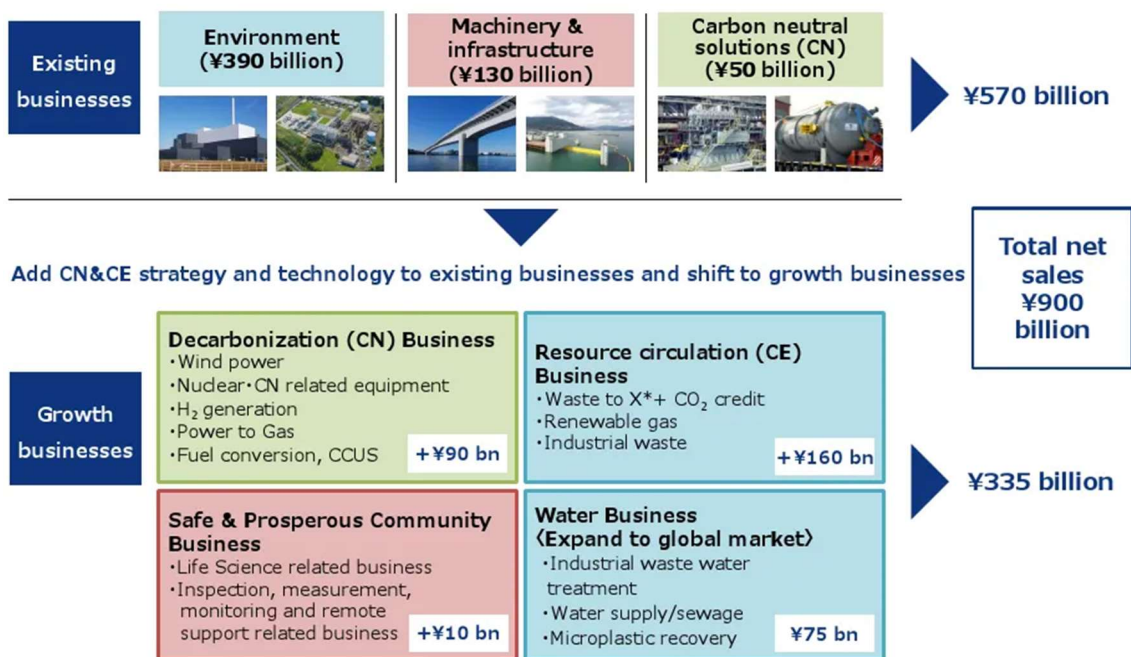 Existing
businesses
Environment
(¥390 billion)
Machinery &
infrastructure
(¥130 billion)
Carbon neutral
solutions (CN)
(¥50 billion)
¥570 billion
Add CN&CE strategy and technology to existing businesses and shift to growth businesses
Total net
sales
¥900
billion
Growth
businesses
Decarbonization (CN) Business
・Wind power
・Nuclear・CN related equipment
・H₂ generation
・Power to Gas
・Fuel conversion, CCUS
+¥90 bn
Resource circulation (CE)
Business
・Waste to X*+ CO₂ credit
・Renewable gas
・Industrial waste
+¥160 bn
¥335 billion
Safe & Prosperous Community
Business
・Life Science related business
・Inspection, measurement,
monitoring and remote
support related business
+¥10 bn
Water Business
〈Expand to global market〉
・Industrial waste water
treatment
・Water supply/sewage
・Microplastic recovery
¥75 bn